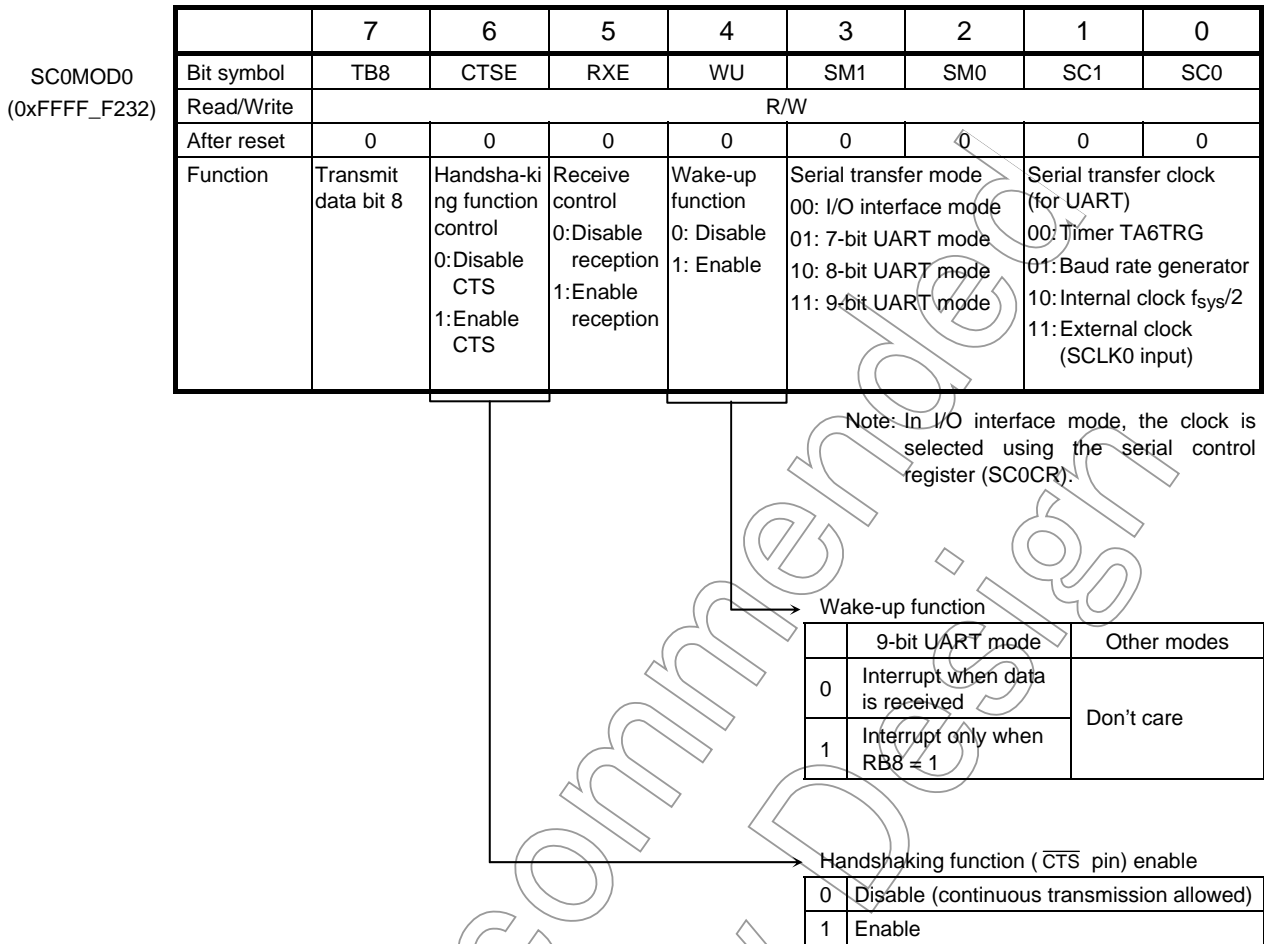 7 6 5 4 3 2 1 0
SC0MOD0
(0xFFFF_F232)
Bit symbol TB8 CTSE RXE WU SM1 SM0 SC1 SC0
Read/Write R/W
After reset 0 0 0 0 0 0 0 0
Function
Transmit
data bit 8
Handsha-ki
ng function
control
0:Disable
CTS
1:Enable
CTS
Receive
control
0:Disable
reception
1:Enable
reception
Wake-up
function
0: Disable
1: Enable
Serial transfer mode
00: I/O interface mode
01: 7-bit UART mode
10: 8-bit UART mode
11: 9-bit UART mode
Serial transfer clock
(for UART)
00:Timer TA6TRG
01:Baud rate generator
10:Internal clock fsys/2
11:External clock
(SCLK0 input)
Note: In I/O interface mode, the clock is
selected using the serial control
register (SC0CR).
Wake-up function
9-bit UART mode Other modes
0 Interrupt when data
is received
Don't care
1 Interrupt only when
RB8 = 1
Handshaking function ( CTS pin) enable
0 Disable (continuous transmission allowed)
1 Enable
ommended
Design